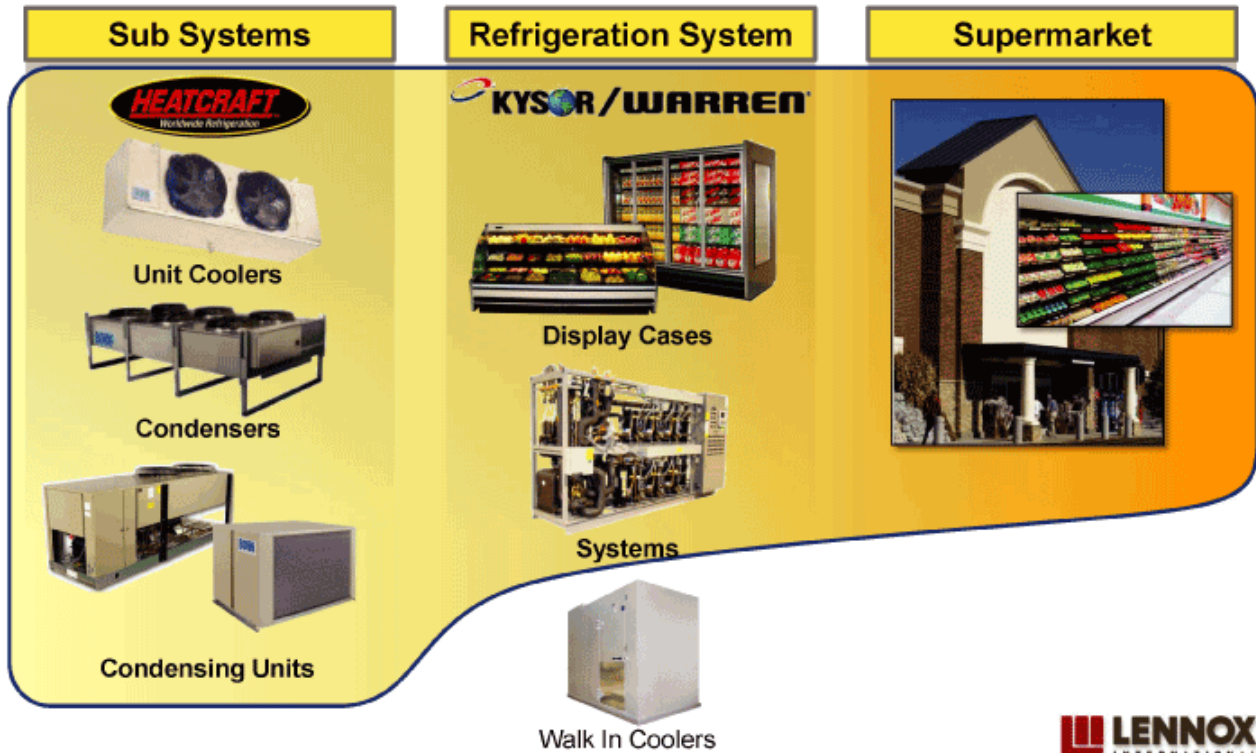 Sub Systems
Refrigeration System
Supermarket
HEATCRAFT
Worldwide Refrigeration
KYSOR/WARREN
Unit Coolers
Display Cases
Condensers
Systems
Condensing Units
Walk In Coolers
LENNOX
INTERNATIONAL